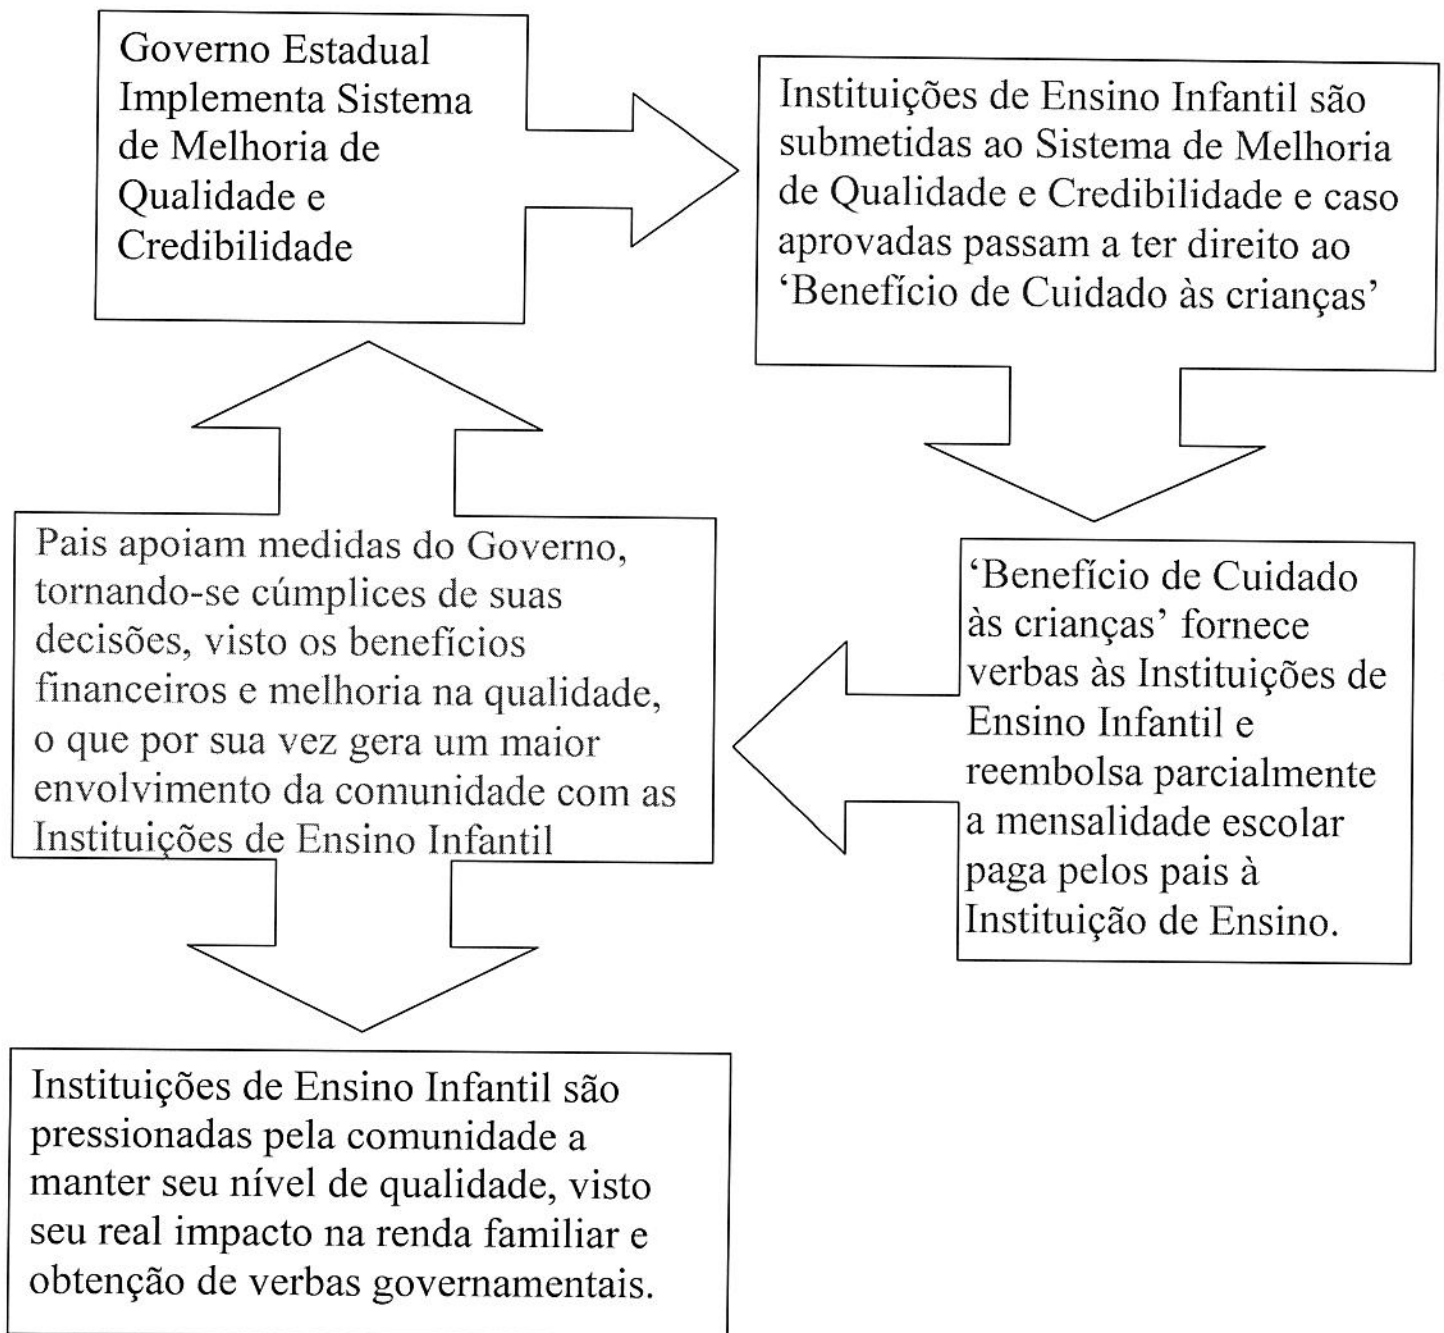 Governo Estadual
Implementa Sistema
de Melhoria de
Qualidade e
Credibilidade
Instituições de Ensino Infantil são
submetidas ao Sistema de Melhoria
de Qualidade e Credibilidade e caso
aprovadas passam a ter direito ao
‘Benefício de Cuidado às crianças’
‘Benefício de Cuidado
às crianças’ fornece
verbas às Instituições de
Ensino Infantil e
reembolsa parcialmente
a mensalidade escolar
paga pelos pais à
Instituição de Ensino.
Pais apoiam medidas do Governo,
tornando-se cúmplices de suas
decisões, visto os benefícios
financeiros e melhoria na qualidade,
o que por sua vez gera um maior
envolvimento da comunidade com as
Instituições de Ensino Infantil
Instituições de Ensino Infantil são
pressionadas pela comunidade a
manter seu nível de qualidade, visto
seu real impacto na renda familiar e
obtenção de verbas governamentais.